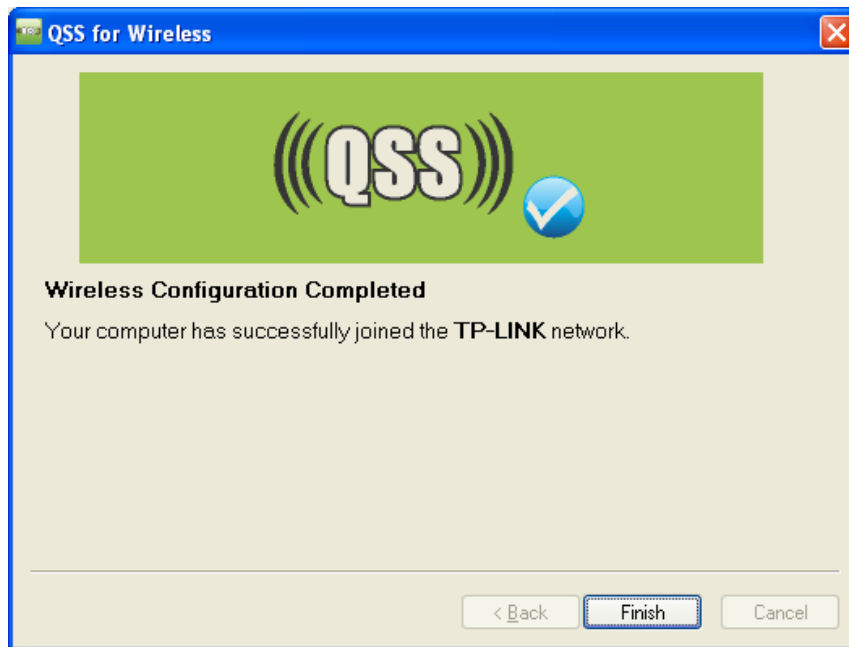 QSS for Wireless
QSS
Wireless Configuration Completed
Your computer has successfully joined the TP-LINK network.
< Back
Finish
Cancel